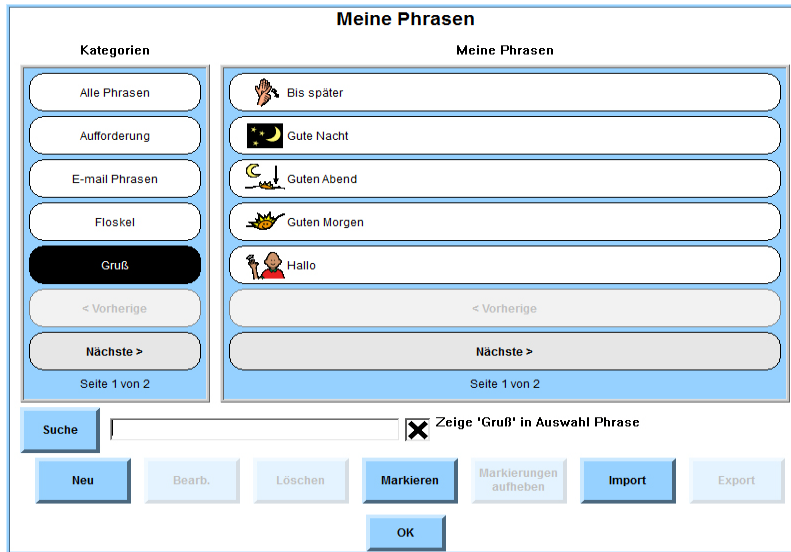 Meine Phrasen
Kategorien
Alle Phrasen
Aufforderung
E-mail Phrasen
Floskel
Gruß
< Vorherige
Nächste >
Seite 1 von 2
Meine Phrasen
Bis später
Gute Nacht
Guten Abend
Guten Morgen
Hallo
< Vorherige
Nächste >
Seite 1 von 2
Suche
Zeige 'Gruß' in Auswahl Phrase
Neu
Bearb.
Löschen
Markieren
Markierungen
aufheben
Import
Export
OK